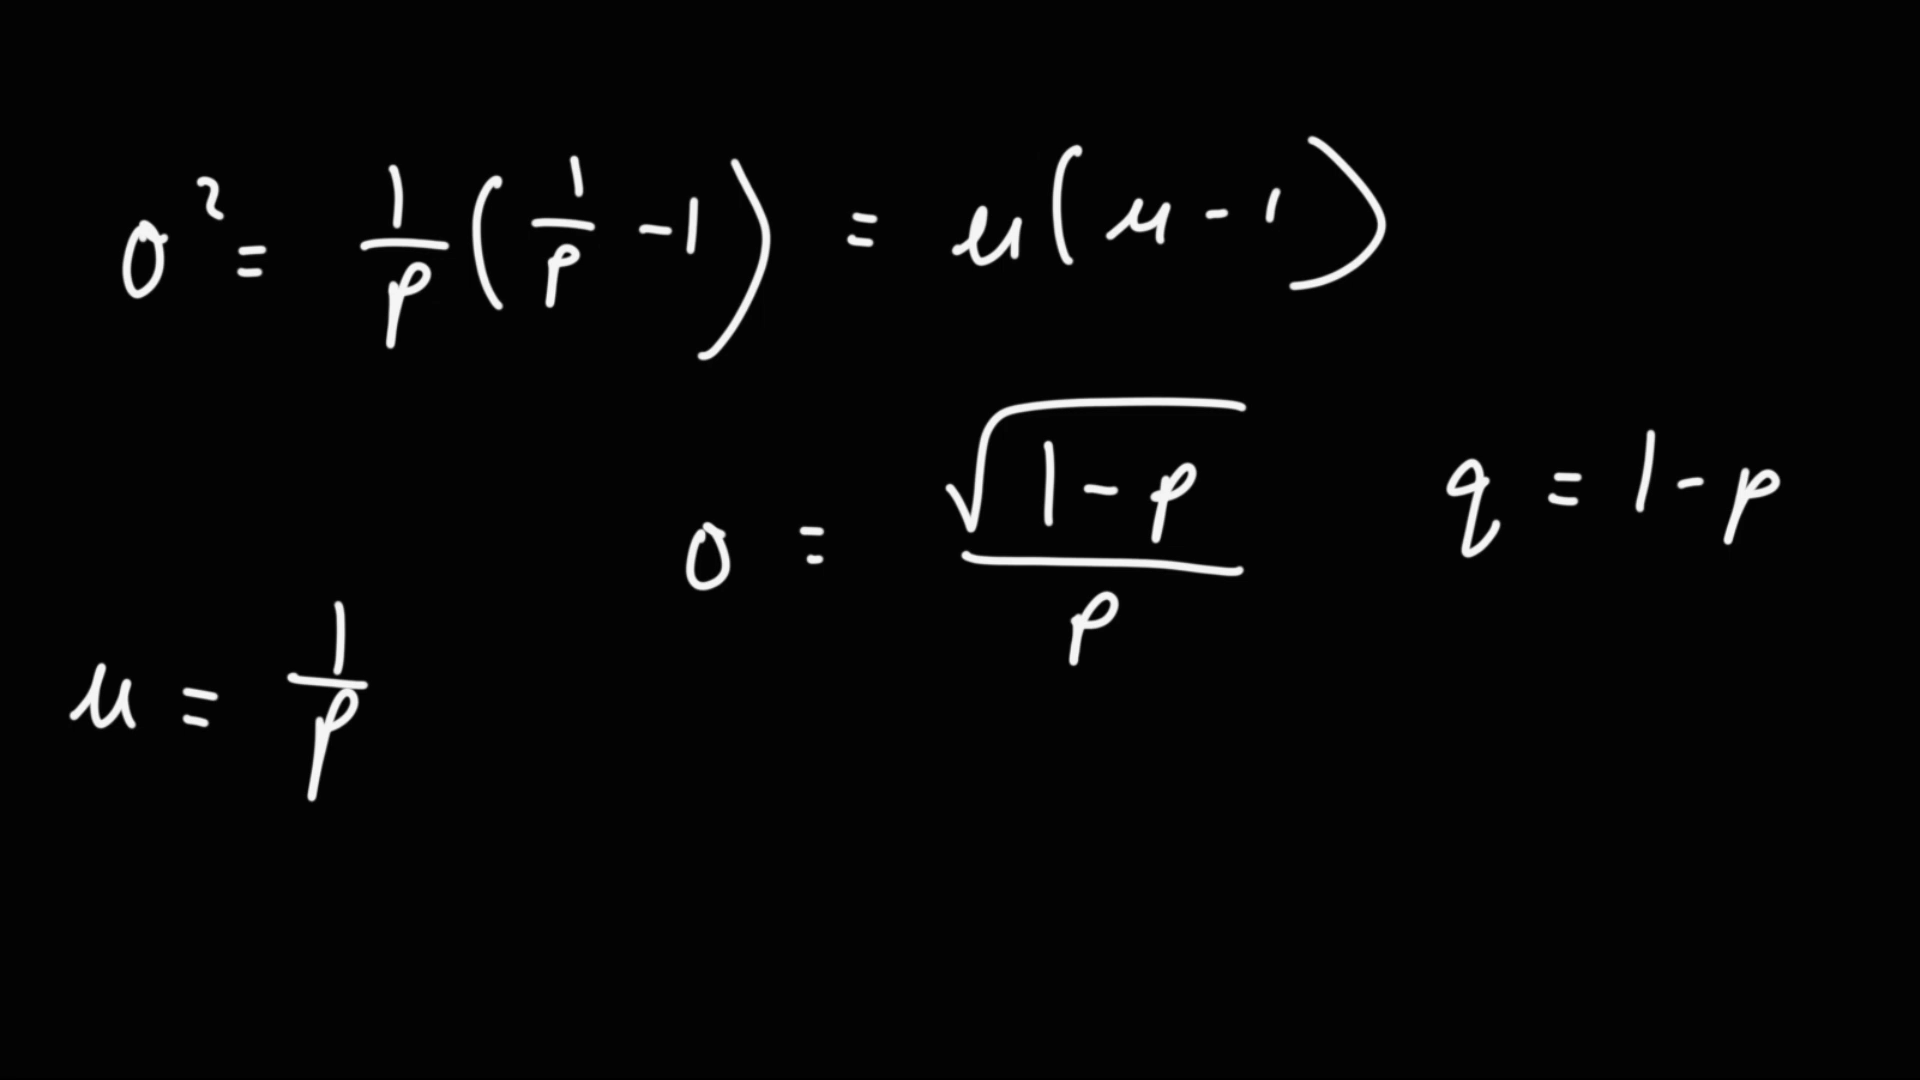 σ² = 1/p (1/p - 1) = μ(μ - 1)
σ = √(1 - p) / p
q = 1 - p
μ = 1/p